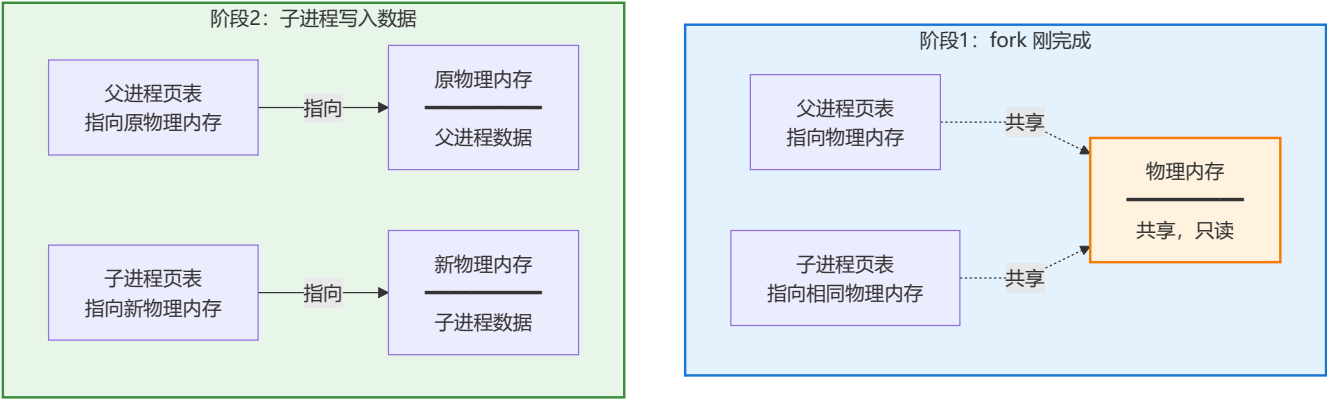 阶段2：子进程写入数据
父进程页表
指向原物理内存
指向
原物理内存
父进程数据
子进程页表
指向新物理内存
指向
新物理内存
子进程数据
阶段1：fork 刚完成
父进程页表
指向物理内存
共享
物理内存
共享，只读
子进程页表
指向相同物理内存
共享